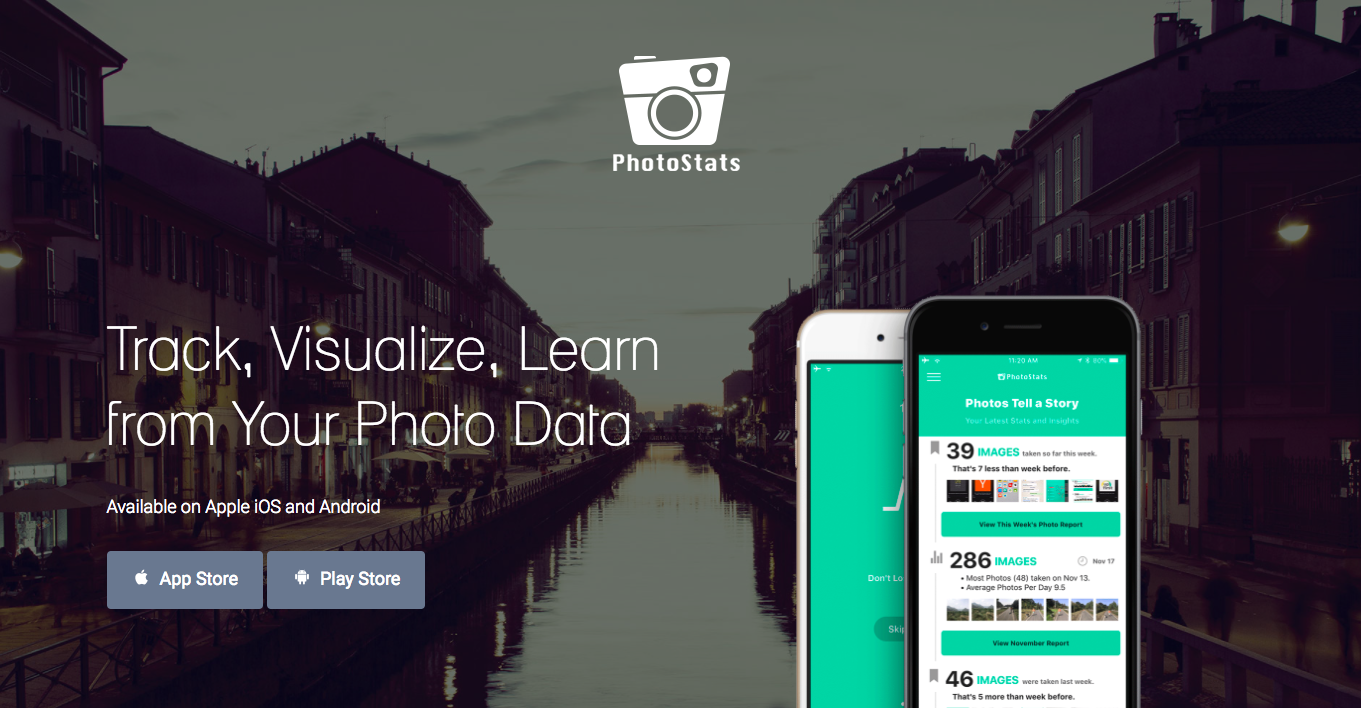 PhotoStats
Track, Visualize, Learn
from Your Photo Data
Available on Apple iOS and Android
App Store
Play Store
11:20 AM
80%
PhotoStats
Photos Tell a Story
Your Latest Stats and Insights
39 IMAGES taken so far this week.
That's 7 less than week before.
View This Week's Photo Report
286 IMAGES
Nov 17
• Most Photos (48) taken on Nov 13.
• Average Photos Per Day 9.5
View November Report
46 IMAGES were taken last week.
That's 5 more than week before.
Don't Lo
Skip